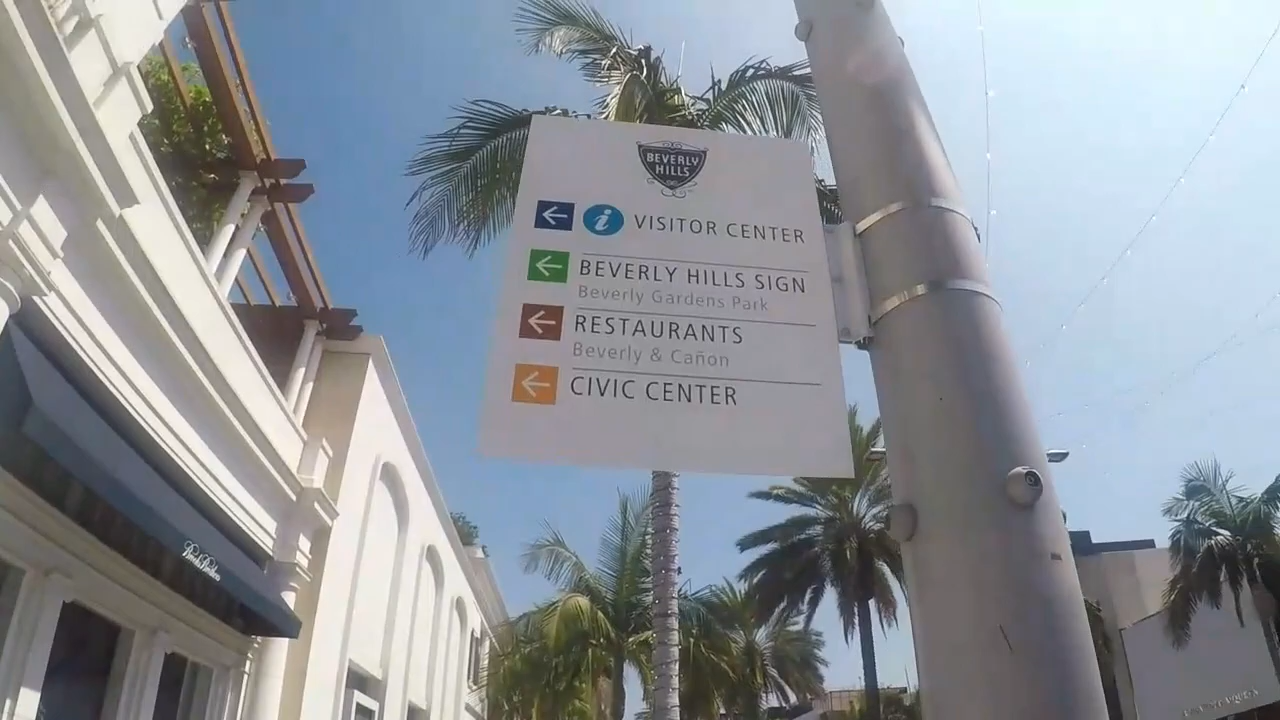 BEVERLY
HILLS
VISITOR CENTER
BEVERLY HILLS SIGN
Beverly Gardens Park
RESTAURANTS
Beverly & Cañon
CIVIC CENTER